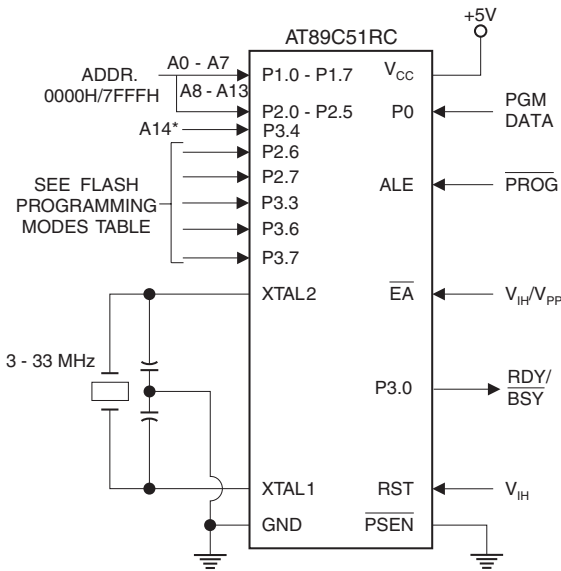 +5V
AT89C51RC
A0 - A7
ADDR.
0000H/7FFFH
A8 - A13
A14*
SEE FLASH
PROGRAMMING
MODES TABLE
3 - 33 MHz
P1.0 - P1.7
P2.0 - P2.5
P3.4
P2.6
P2.7
P3.3
P3.6
P3.7
XTAL2
XTAL1
GND
VCC
P0
ALE
EA
P3.0
RST
PSEN
PGM
DATA
PROG
VIH/VPP
RDY/
BSY
VIH